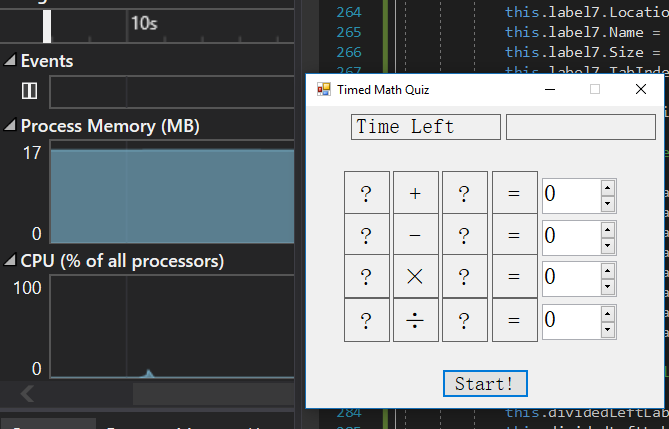 10s
Events
Process Memory (MB)
17
0
CPU (% of all processors)
100
0
264 this.label7.Locatio
265 this.label7.Name =
266 this.label7.Size =
267 this.label7.TabInde
Timed Math Quiz
Time Left
? + ? = 0
? − ? = 0
? × ? = 0
? ÷ ? = 0
Start!
284 this.dividedLeftLab